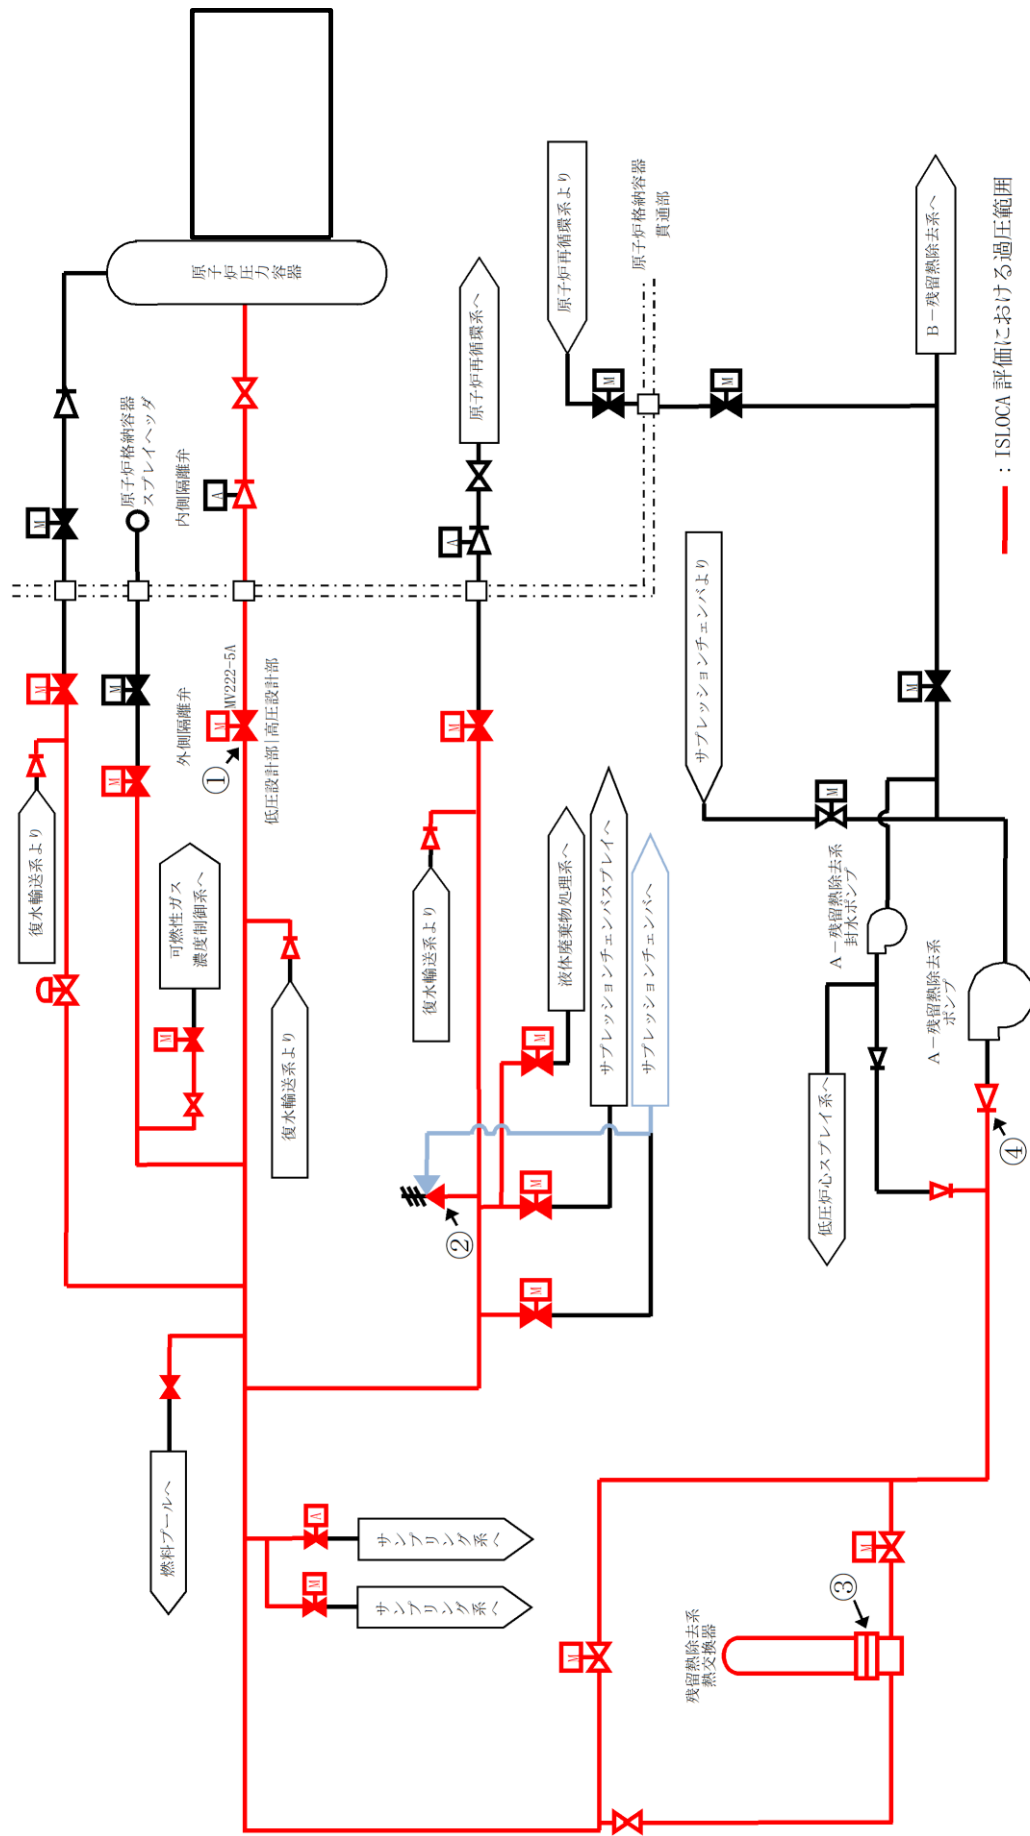 復水輸送系より
M
M
原子炉格納容器
スプレイヘッダ
M
M
可燃性ガス
濃度制御系へ
M
燃料プールへ
外側隔離弁
内側隔離弁
A
原子炉
圧力
容器
①
M
MV222-5A
低圧設計部|高圧設計部
復水輸送系より
A
M
サンプリング系へ
サンプリング系へ
復水輸送系より
M
A
原子炉再循環系へ
②
M
M
M
液体廃棄物処理系へ
サプレッションチェンバスプレイへ
サプレッションチェンバへ
原子炉再循環系より
M
M
原子炉格納容器
貫通部
サプレッションチェンバより
M
M
M
残留熱除去系
熱交換器
③
M
低圧炉心スプレイ系へ
A-残留熱除去系
封水ポンプ
A-残留熱除去系
ポンプ
④
B-残留熱除去系へ
:ISLOCA 評価における過圧範囲